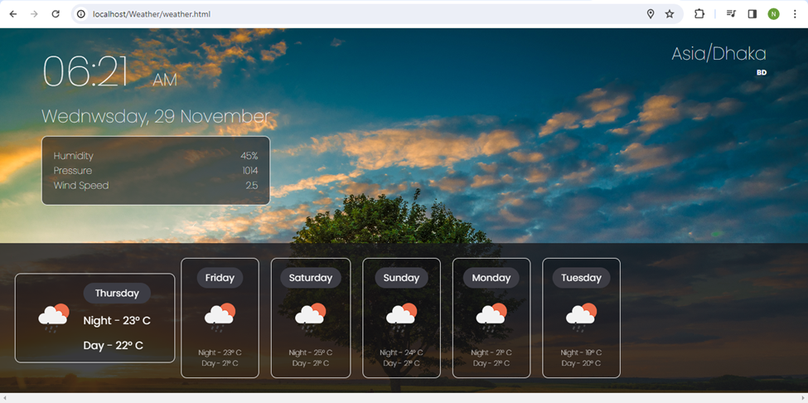 localhost/Weather/weather.html
N
06:21 AM
Asia/Dhaka
BD
Wednwsday, 29 November
Humidity 45%
Pressure 1014
Wind Speed 2.5
Thursday
Night - 23° C
Day - 22° C
Friday
Night - 23° C
Day - 21° C
Saturday
Night - 25° C
Day - 21° C
Sunday
Night - 24° C
Day - 21° C
Monday
Night - 21° C
Day - 21° C
Tuesday
Night - 19° C
Day - 20° C